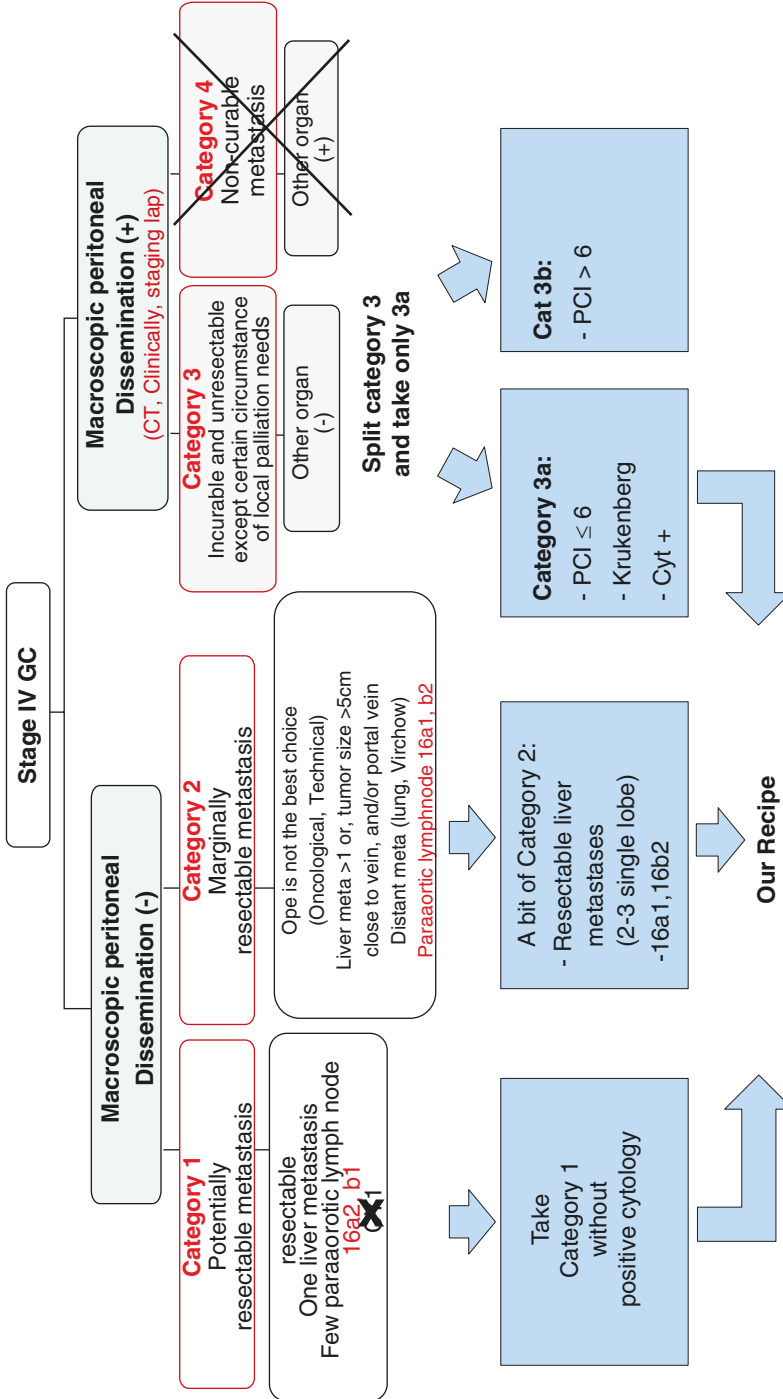 Stage IV GC
Macroscopic peritoneal
Dissemination (-)
Macroscopic peritoneal
Dissemination (+)
(CT, Clinically, staging lap)
Category 1
Potentially
resectable metastasis
Category 2
Marginally
resectable metastasis
Category 3
Incurable and unresectable
except certain circumstance
of local palliation needs
Category 4
Non-curable
metastasis
resectable
One liver metastasis
Few paraaorotic lymph node
16a2, b1
Ope is not the best choice
(Oncological, Technical)
Liver meta >1 or, tumor size >5cm
close to vein, and/or portal vein
Distant meta (lung, Virchow)
Paraaortic lymphnode 16a1, b2
Other organ
(-)
Other organ
(+)
Split category 3
and take only 3a
Take
Category 1
without
positive cytology
A bit of Category 2:
- Resectable liver
metastases
(2-3 single lobe)
-16a1,16b2
Category 3a:
- PCI ≤ 6
- Krukenberg
- Cyt +
Cat 3b:
- PCI > 6
Our Recipe